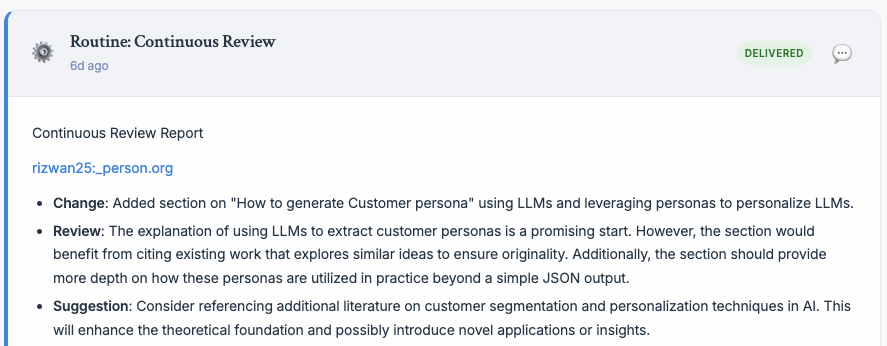 Routine: Continuous Review
6d ago
DELIVERED
Continuous Review Report
rizwan25:_person.org
• Change: Added section on "How to generate Customer persona" using LLMs and leveraging personas to personalize LLMs.
• Review: The explanation of using LLMs to extract customer personas is a promising start. However, the section would
benefit from citing existing work that explores similar ideas to ensure originality. Additionally, the section should provide
more depth on how these personas are utilized in practice beyond a simple JSON output.
• Suggestion: Consider referencing additional literature on customer segmentation and personalization techniques in AI. This
will enhance the theoretical foundation and possibly introduce novel applications or insights.